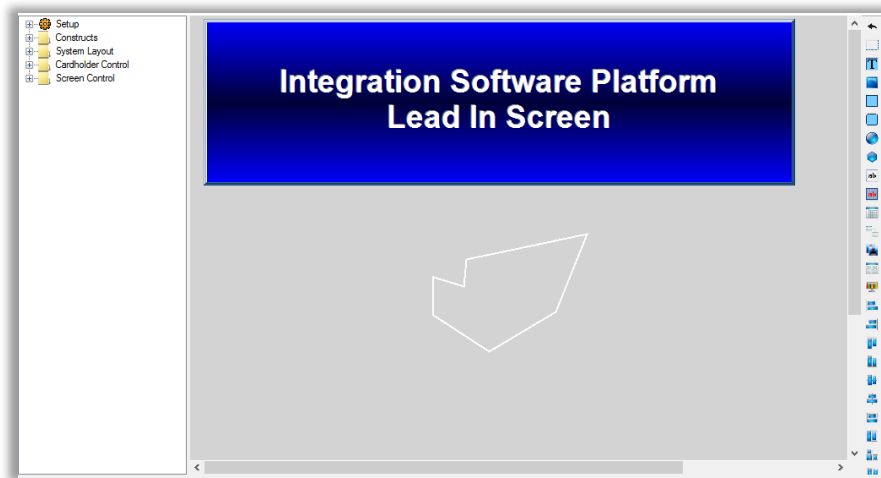 Setup
Constructs
System Layout
Cardholder Control
Screen Control
Integration Software Platform
Lead In Screen
T